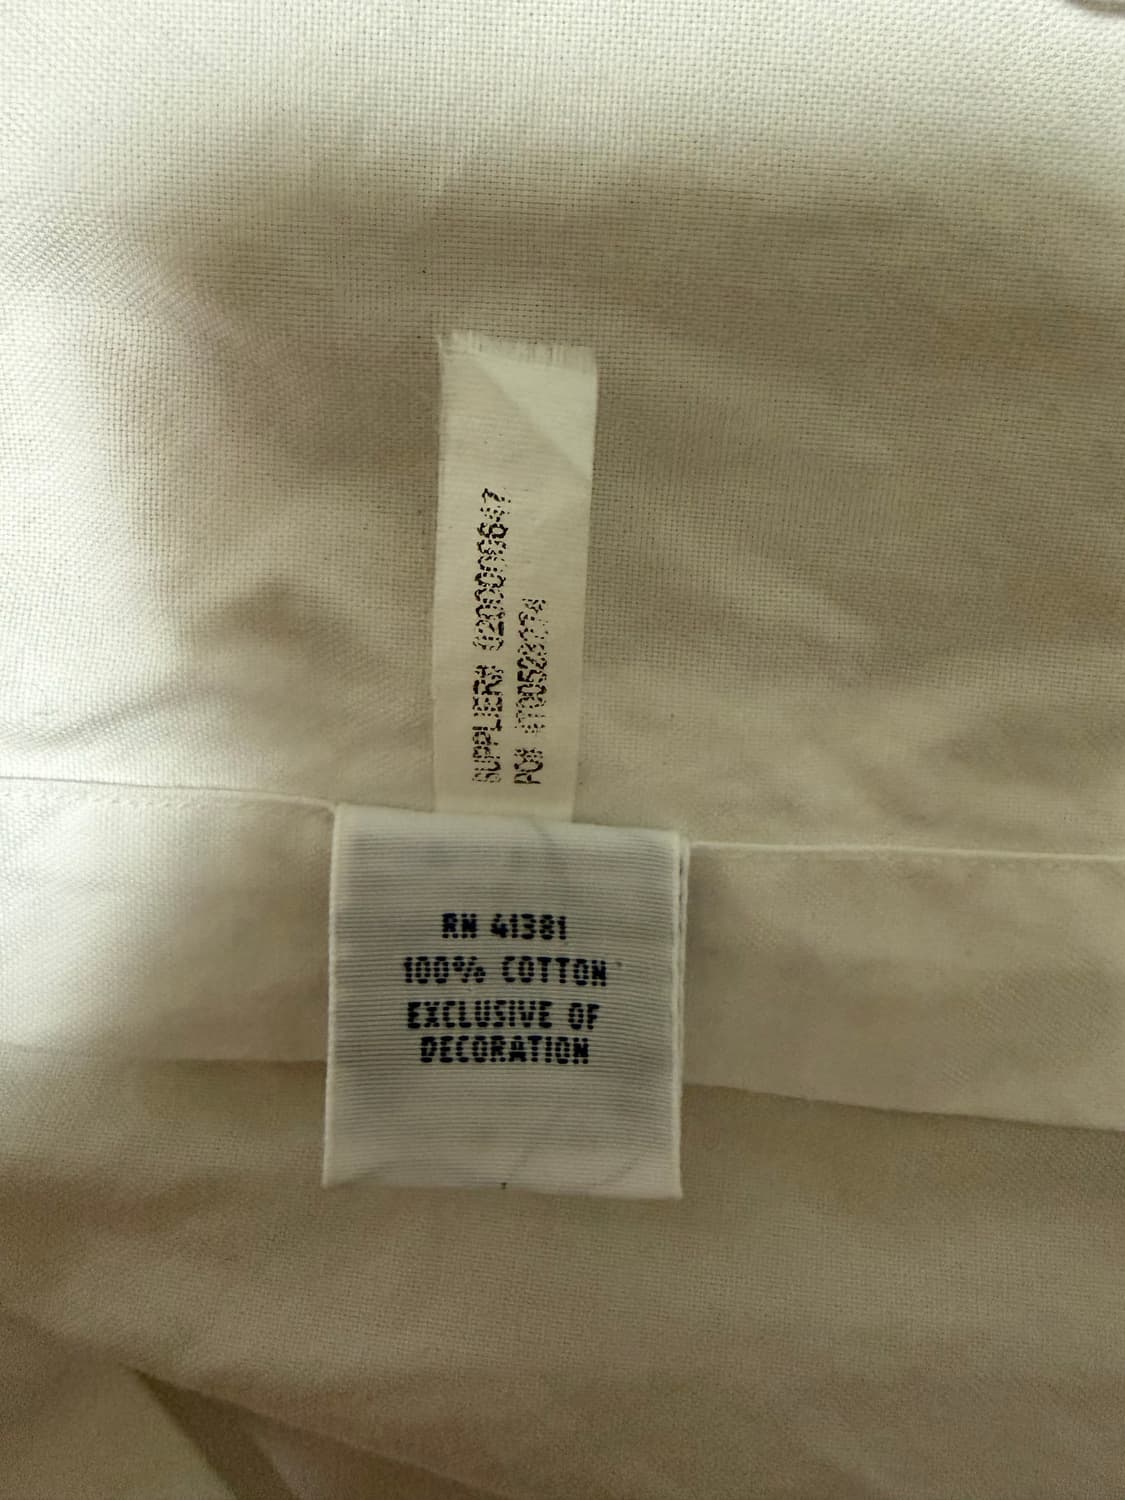 SUPPLIER#
PO#
RN 41381
100% COTTON
EXCLUSIVE OF
DECORATION